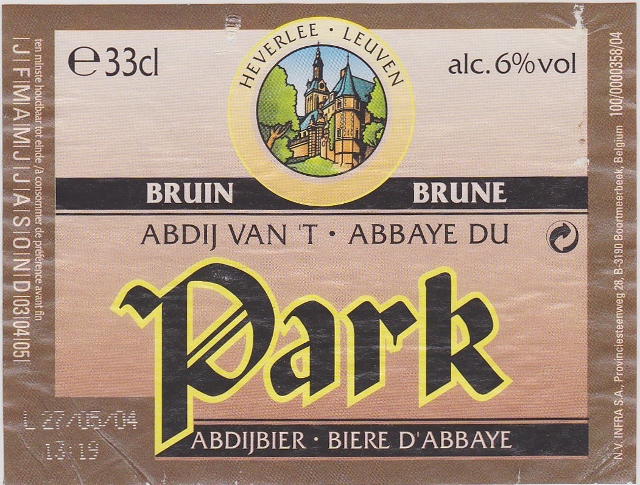 ℮ 33cl
HEVERLEE · LEUVEN
alc. 6% vol
BRUIN BRUNE
ABDIJ VAN 'T · ABBAYE DU
Park
ABDIJBIER · BIERE D'ABBAYE
ten minste houdbaar tot einde / à consommer de préférence avant fin
|J|F|M|A|M|J|J|A|S|O|N|D|03|04|05|
L 27/05/04
13:19
N.V. INFRA S.A., Provinciesteenweg 28, B-3190 Boortmeerbeek, Belgium 100/0000358/04